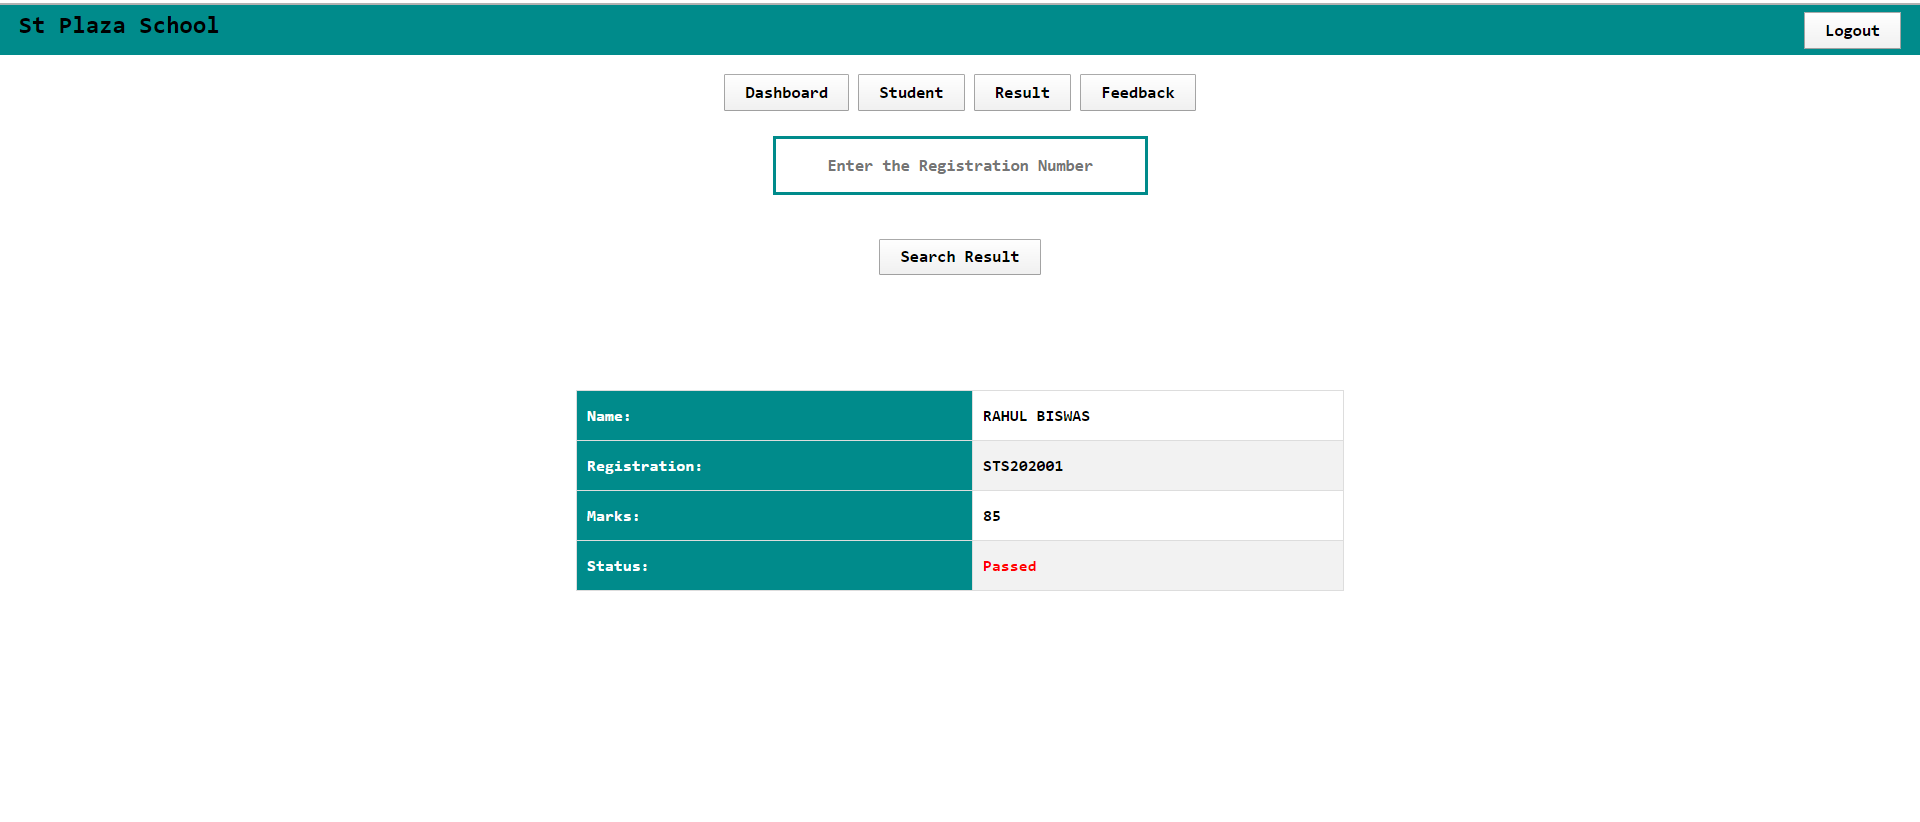 St Plaza School
Logout
Dashboard Student Result Feedback
Enter the Registration Number
Search Result
Name: RAHUL BISWAS
Registration: STS202001
Marks: 85
Status: Passed